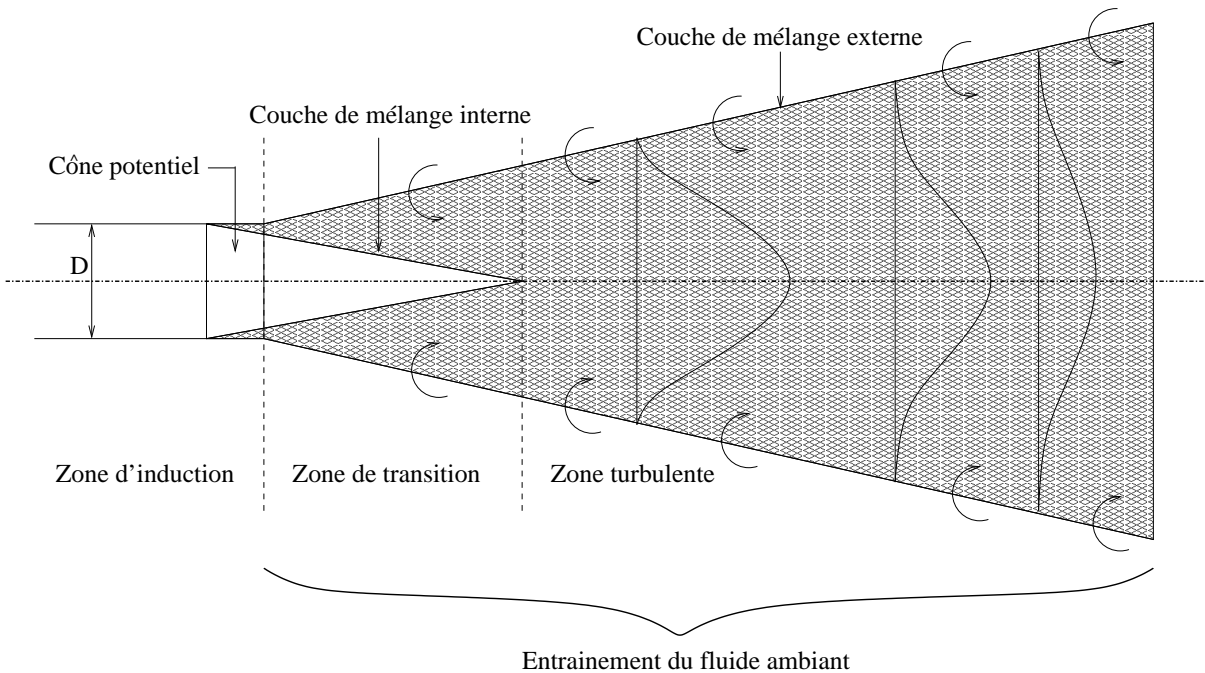 Couche de mélange externe
Couche de mélange interne
Cône potentiel
D
Zone d'induction
Zone de transition
Zone turbulente
Entrainement du fluide ambiant